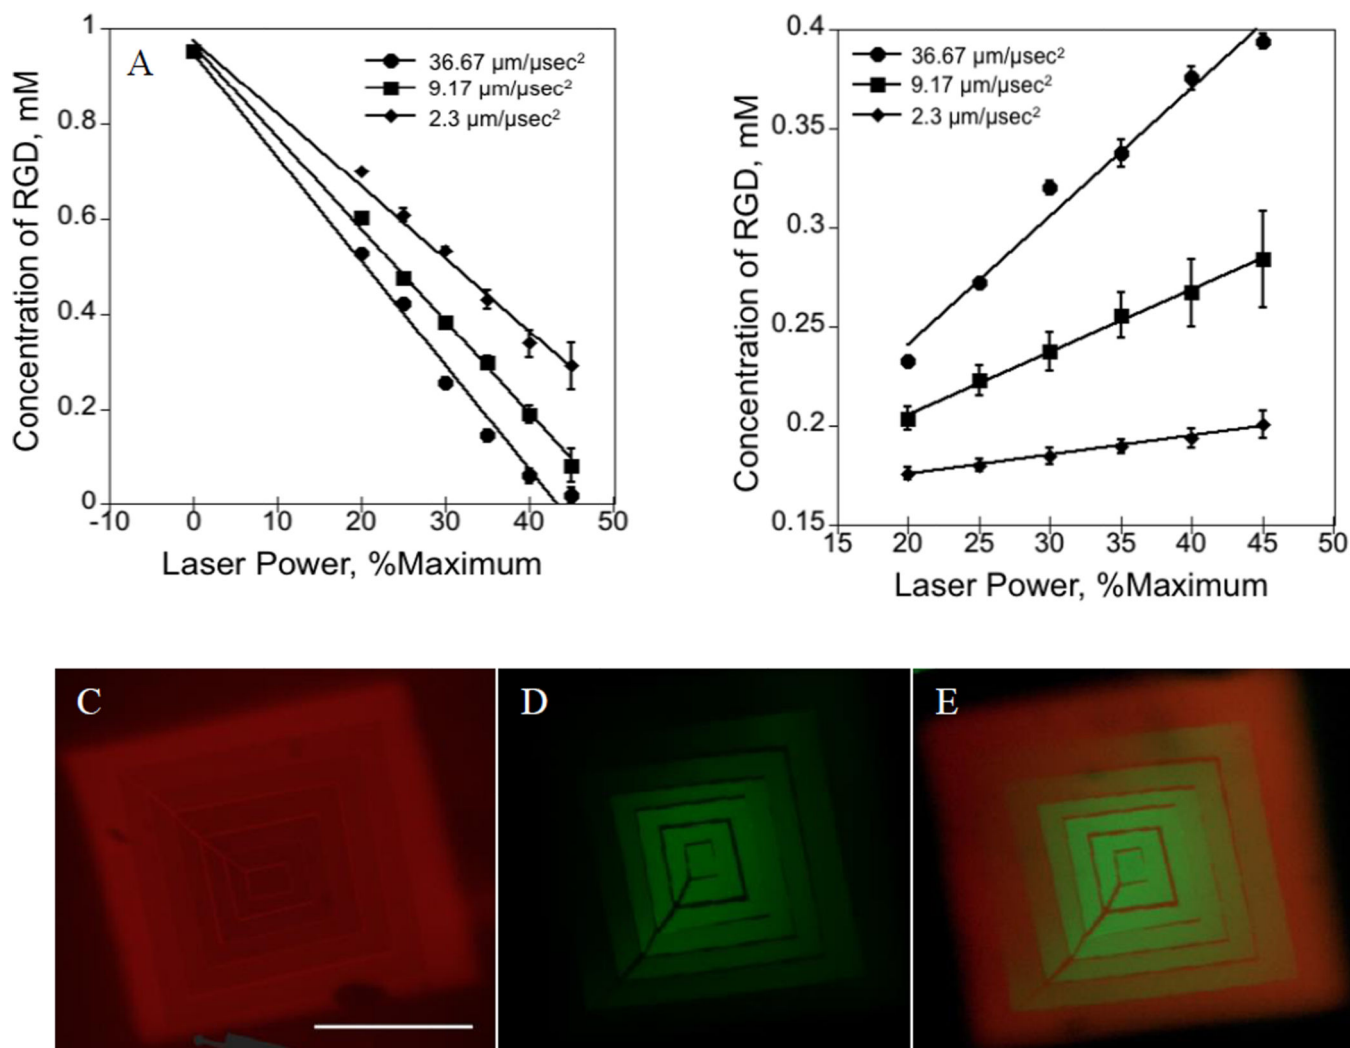 A
36.67 µm/µsec²
9.17 µm/µsec²
2.3 µm/µsec²
1
0.8
0.6
0.4
0.2
0
-10 0 10 20 30 40 50
Concentration of RGD, mM
Laser Power, %Maximum
36.67 µm/µsec²
9.17 µm/µsec²
2.3 µm/µsec²
0.4
0.35
0.3
0.25
0.2
0.15
15 20 25 30 35 40 45 50
Concentration of RGD, mM
Laser Power, %Maximum
C
D
E